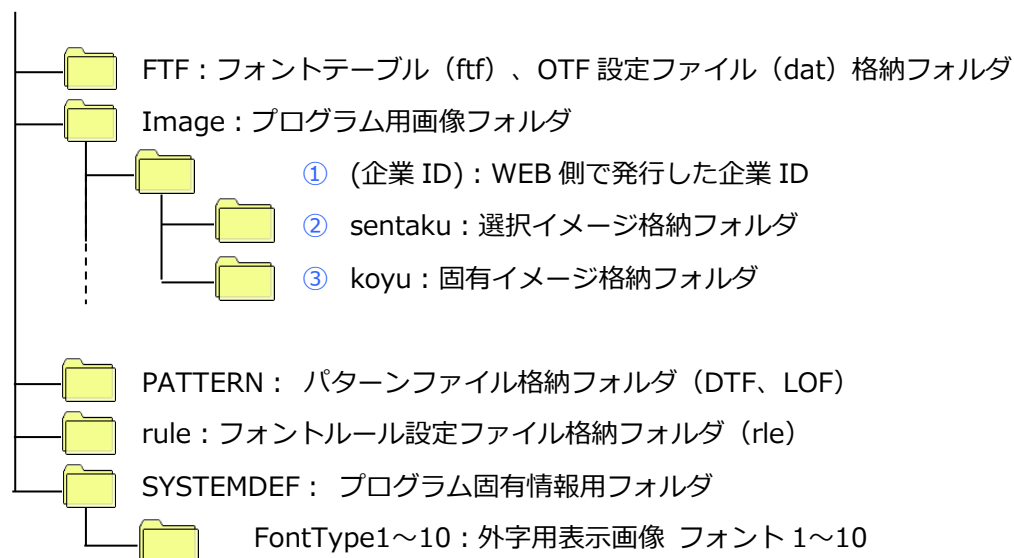 FTF：フォントテーブル（ftf）、OTF 設定ファイル（dat）格納フォルダ
Image：プログラム用画像フォルダ
① (企業 ID)：WEB 側で発行した企業 ID
② sentaku：選択イメージ格納フォルダ
③ koyu：固有イメージ格納フォルダ
PATTERN： パターンファイル格納フォルダ（DTF、LOF）
rule：フォントルール設定ファイル格納フォルダ（rle）
SYSTEMDEF： プログラム固有情報用フォルダ
FontType1～10：外字用表示画像 フォント 1～10